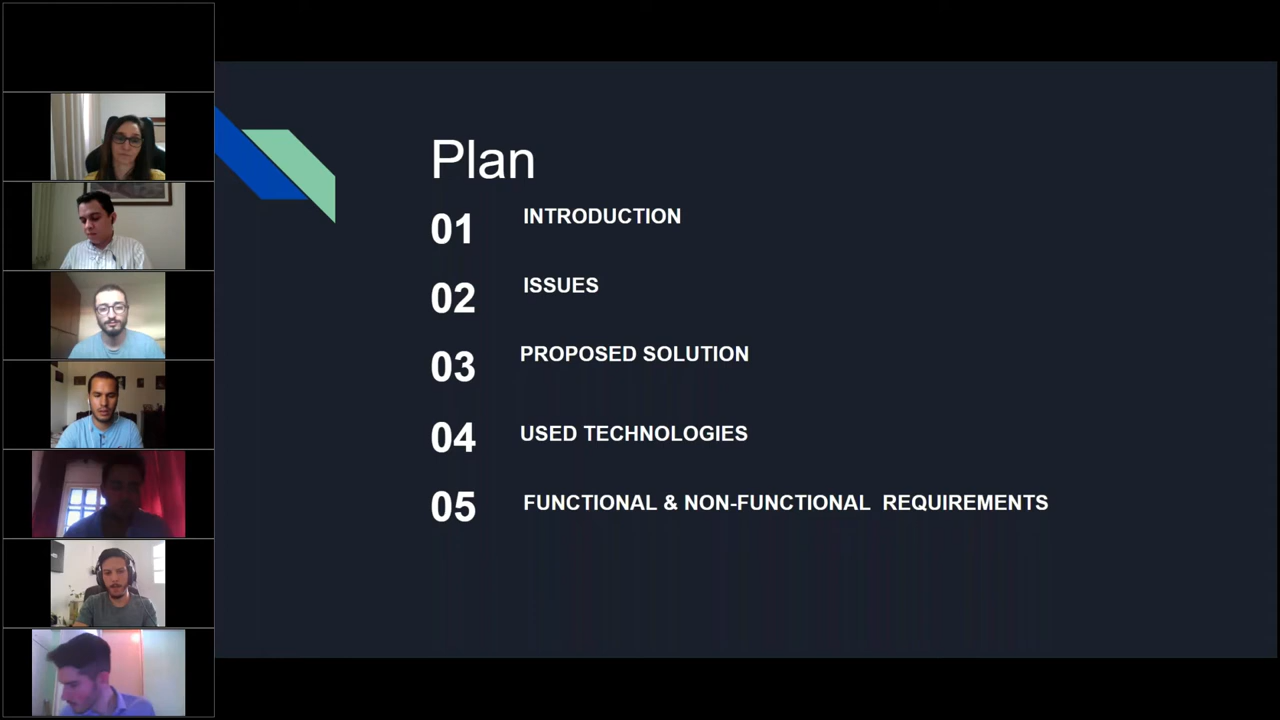 Plan
01 INTRODUCTION
02 ISSUES
03 PROPOSED SOLUTION
04 USED TECHNOLOGIES
05 FUNCTIONAL & NON-FUNCTIONAL REQUIREMENTS